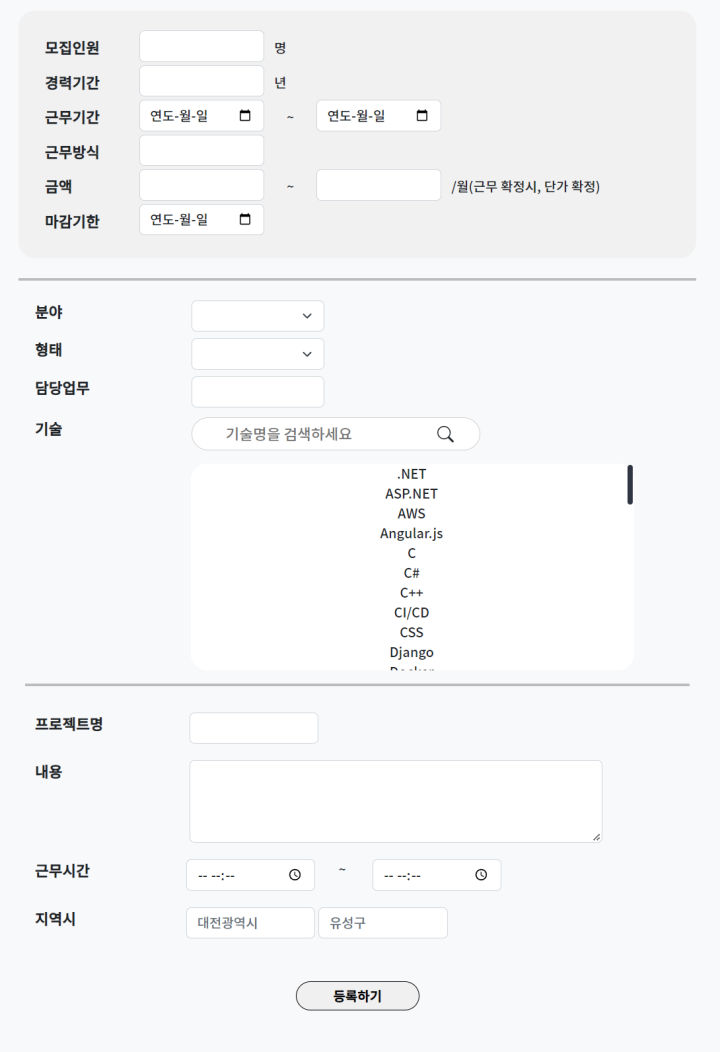 모집인원 명
경력기간 년
근무기간 연도-월-일 ~ 연도-월-일
근무방식
금액 ~ /월(근무 확정시, 단가 확정)
마감기한 연도-월-일
분야
형태
담당업무
기술 기술명을 검색하세요
.NET
ASP.NET
AWS
Angular.js
C
C#
C++
CI/CD
CSS
Django
프로젝트명
내용
근무시간 -- --:-- ~ -- --:--
지역시 대전광역시 유성구
등록하기